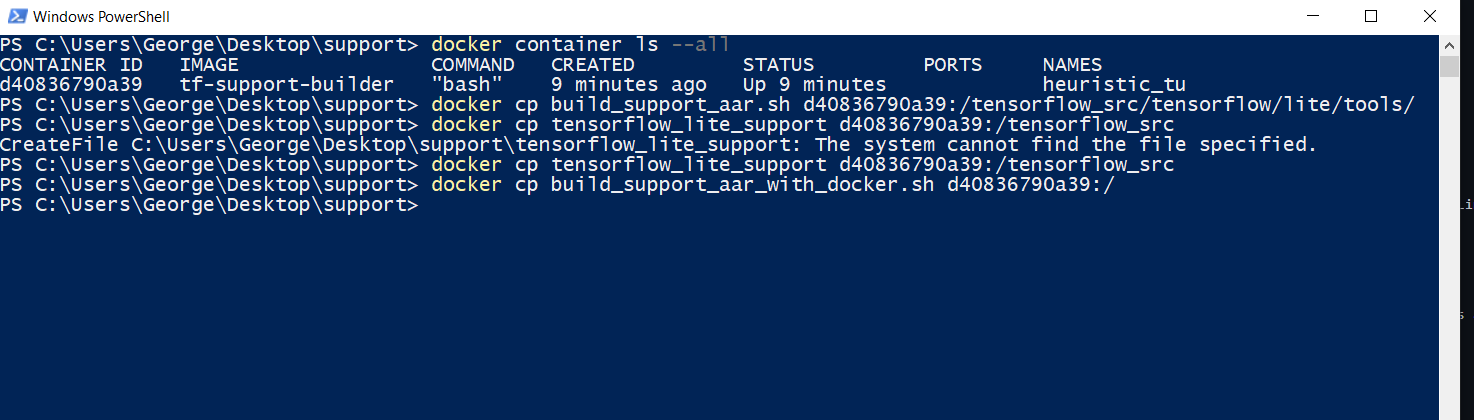 Windows PowerShell
PS C:\Users\George\Desktop\support> docker container ls --all
CONTAINER ID   IMAGE                COMMAND   CREATED         STATUS         PORTS     NAMES
d40836790a39   tf-support-builder   "bash"    9 minutes ago   Up 9 minutes             heuristic_tu
PS C:\Users\George\Desktop\support> docker cp build_support_aar.sh d40836790a39:/tensorflow_src/tensorflow/lite/tools/
PS C:\Users\George\Desktop\support> docker cp tensorflow_lite_support d40836790a39:/tensorflow_src
CreateFile C:\Users\George\Desktop\support\tensorflow_lite_support: The system cannot find the file specified.
PS C:\Users\George\Desktop\support> docker cp tensorflow_lite_support d40836790a39:/tensorflow_src
PS C:\Users\George\Desktop\support> docker cp build_support_aar_with_docker.sh d40836790a39:/
PS C:\Users\George\Desktop\support>